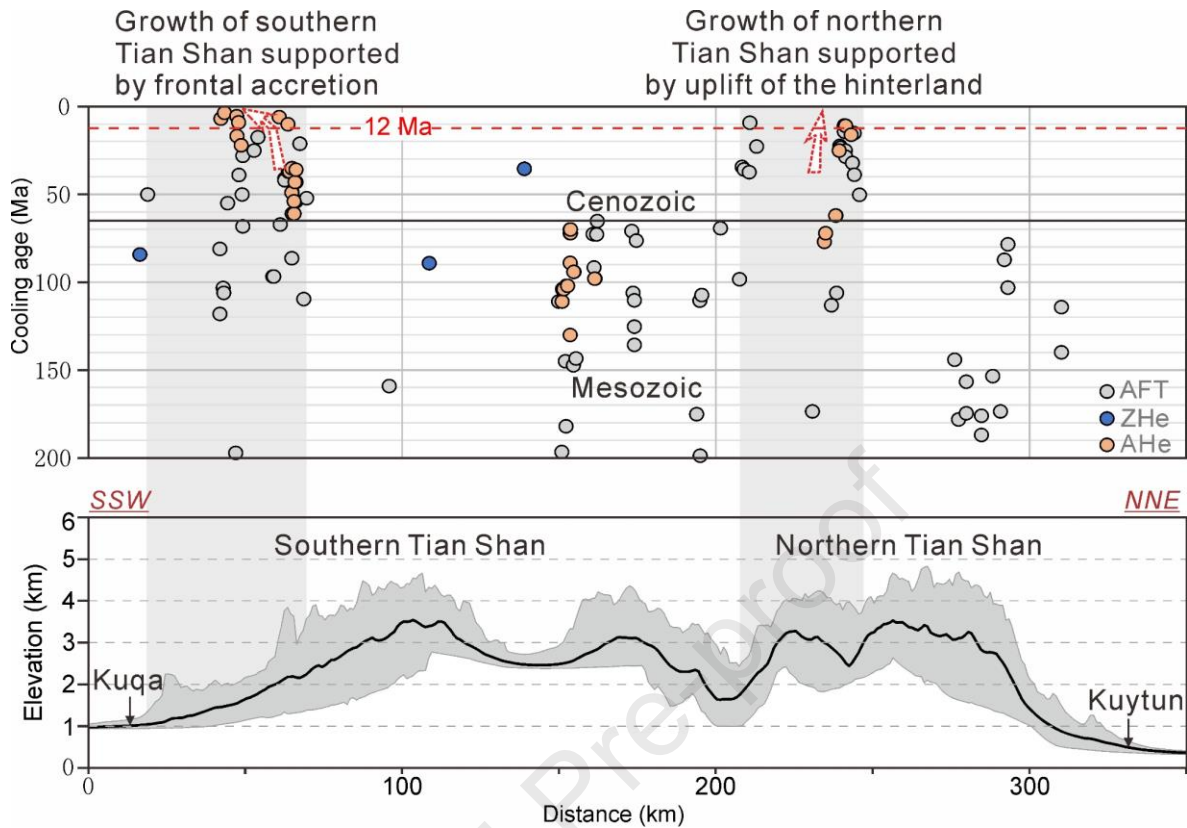 Growth of southern
Tian Shan supported
by frontal accretion
Growth of northern
Tian Shan supported
by uplift of the hinterland
Cooling age (Ma)
0
50
100
150
200
12 Ma
Cenozoic
Mesozoic
AFT
ZHe
AHe
SSW
NNE
Elevation (km)
6
5
4
3
2
1
0
Southern Tian Shan
Northern Tian Shan
Kuqa
Kuytun
Pre-proof
0
100
200
300
Distance (km)